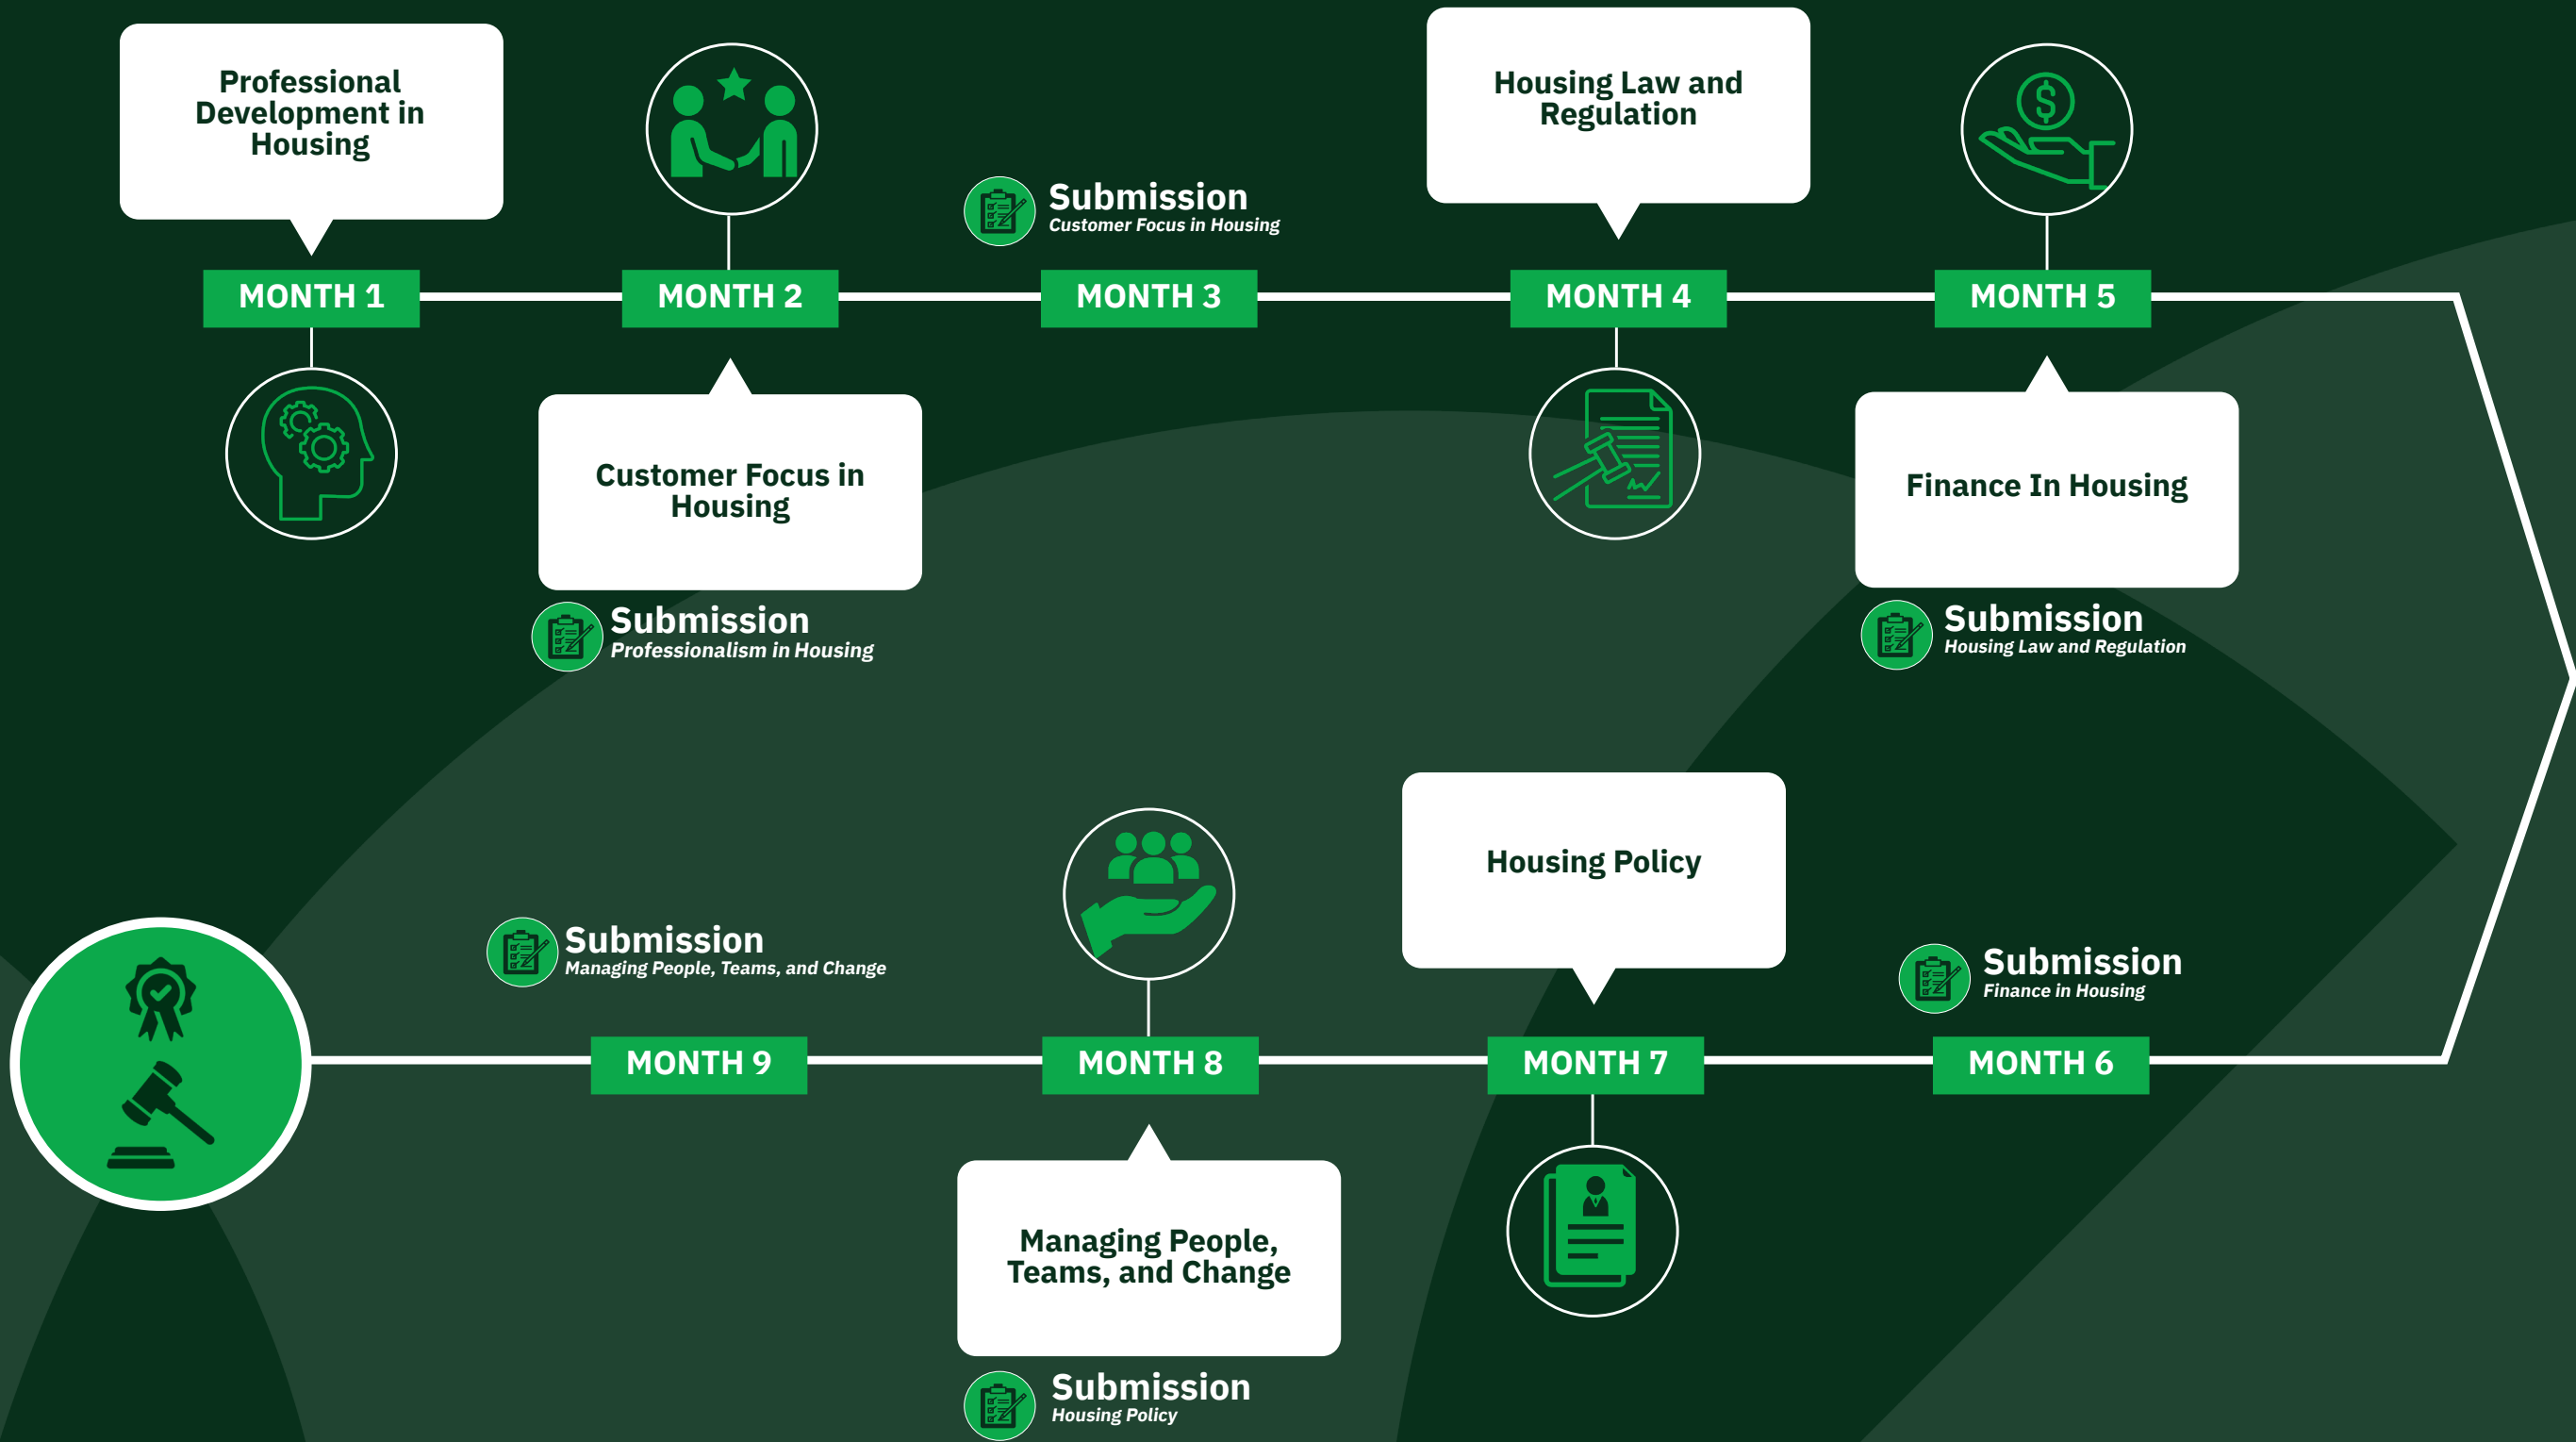 Professional
Development in
Housing
MONTH 1
MONTH 2
Customer Focus in
Housing
Submission
Professionalism in Housing
Submission
Customer Focus in Housing
MONTH 3
Housing Law and
Regulation
MONTH 4
$
MONTH 5
Finance In Housing
Submission
Housing Law and Regulation
Submission
Finance in Housing
MONTH 6
Housing Policy
MONTH 7
MONTH 8
Managing People,
Teams, and Change
Submission
Housing Policy
Submission
Managing People, Teams, and Change
MONTH 9